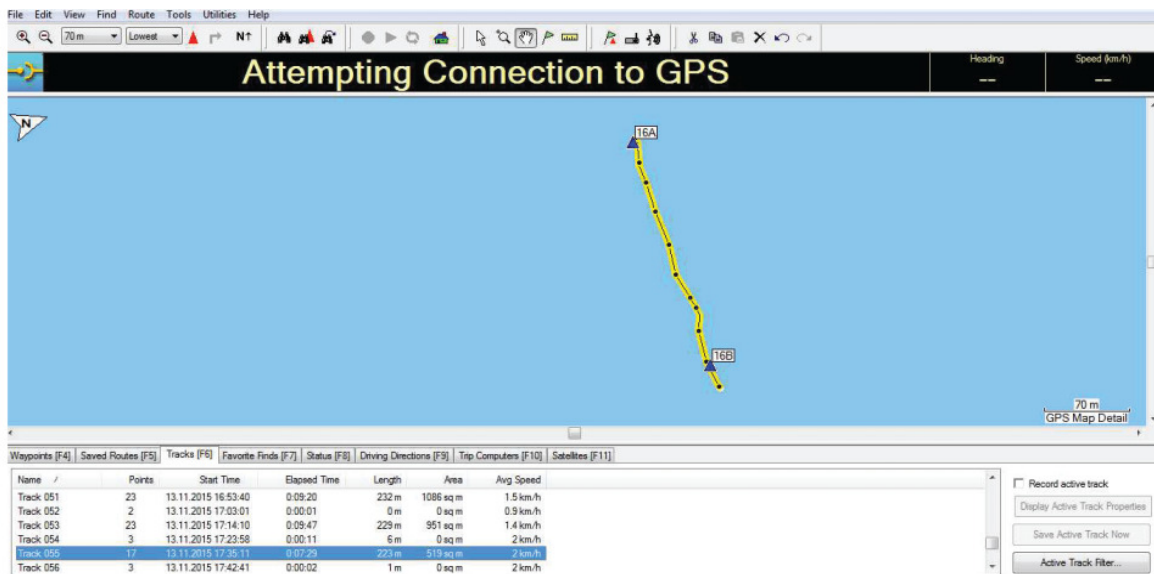 File Edit View Find Route Tools Utilities Help
70 m Lowest N↑
Attempting Connection to GPS
Heading
--
Speed (km/h)
--
N
16A
16B
70 m
GPS Map Detail
Waypoints [F4] Saved Routes [F5] Tracks [F6] Favorite Finds [F7] Status [F8] Driving Directions [F9] Trip Computers [F10] Satellites [F11]
Name / Points Start Time Elapsed Time Length Area Avg Speed
Track 051 23 13.11.2015 16:53:40 0:09:20 232 m 1086 sq m 1.5 km/h
Track 052 2 13.11.2015 17:03:01 0:00:01 0 m 0 sq m 0.9 km/h
Track 053 23 13.11.2015 17:14:10 0:09:47 229 m 951 sq m 1.4 km/h
Track 054 3 13.11.2015 17:23:58 0:00:11 6 m 0 sq m 2 km/h
Track 055 17 13.11.2015 17:35:11 0:07:29 223 m 519 sq m 2 km/h
Track 056 3 13.11.2015 17:42:41 0:00:02 1 m 0 sq m 2 km/h
Record active track
Display Active Track Properties
Save Active Track Now
Active Track Filter...